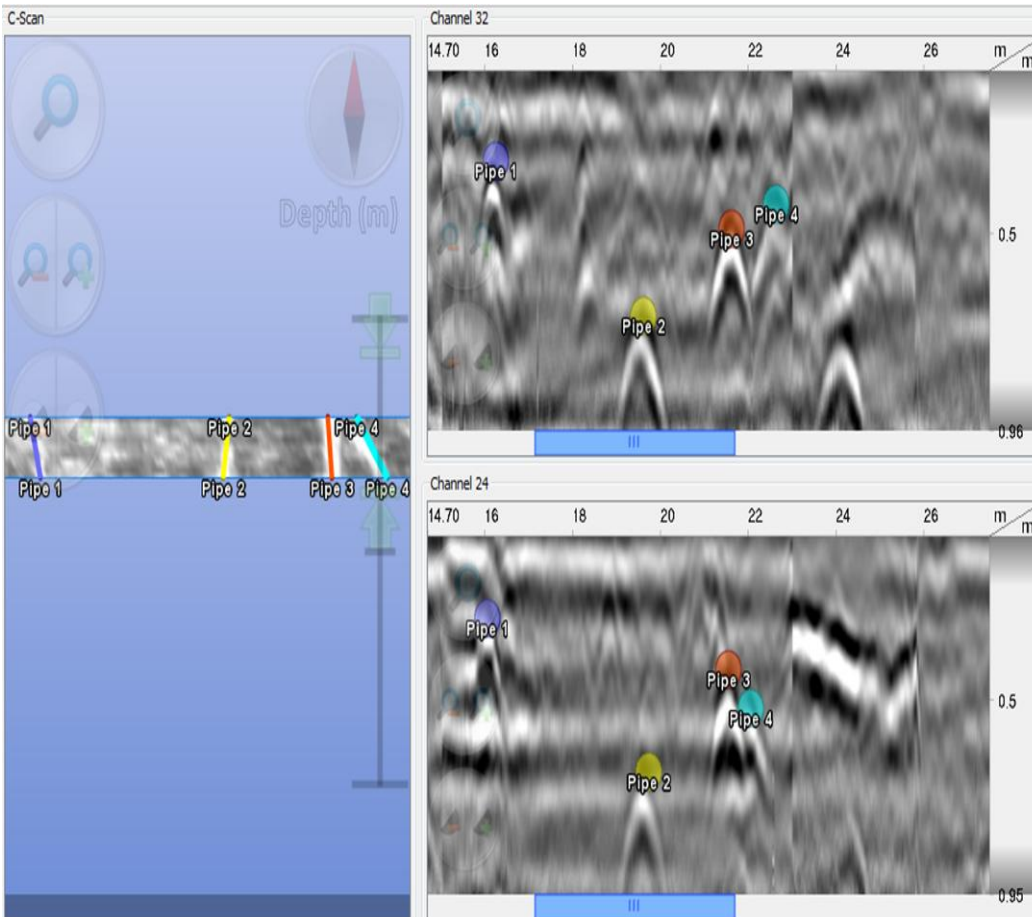 C-Scan
Depth (m)
Pipe 1
Pipe 2
Pipe 4
Pipe 1
Pipe 2
Pipe 3
Pipe 4
Channel 32
14.70 16 18 20 22 24 26 m
m
Pipe 1
Pipe 4
0.5
Pipe 3
Pipe 2
0.96
Channel 24
14.70 16 18 20 22 24 26 m
m
Pipe 1
Pipe 3
0.5
Pipe 4
Pipe 2
0.95